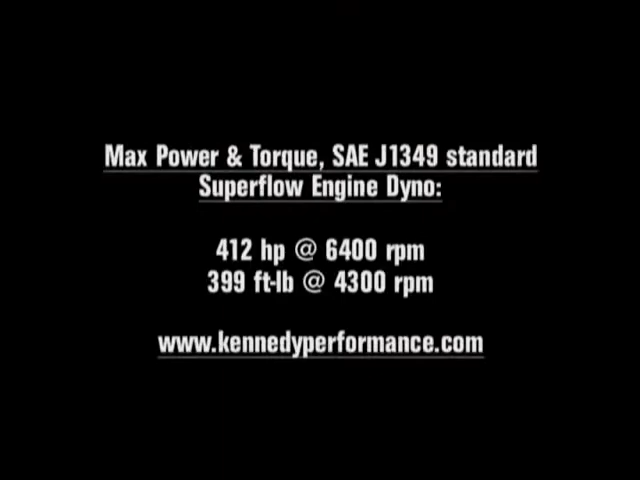 Max Power & Torque, SAE J1349 standard
Superflow Engine Dyno:
412 hp @ 6400 rpm
399 ft-lb @ 4300 rpm
www.kennedyperformance.com